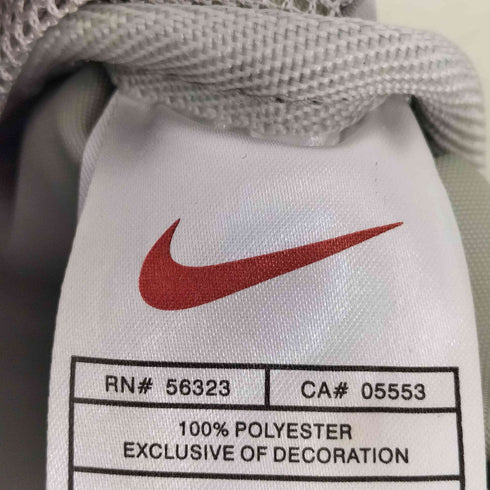 RN# 56323 CA# 05553
100% POLYESTER
EXCLUSIVE OF DECORATION